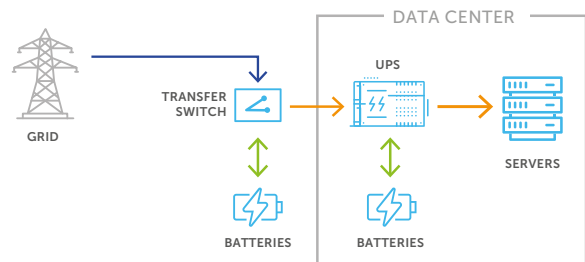 DATA CENTER
UPS
TRANSFER
SWITCH
GRID
SERVERS
BATTERIES
BATTERIES